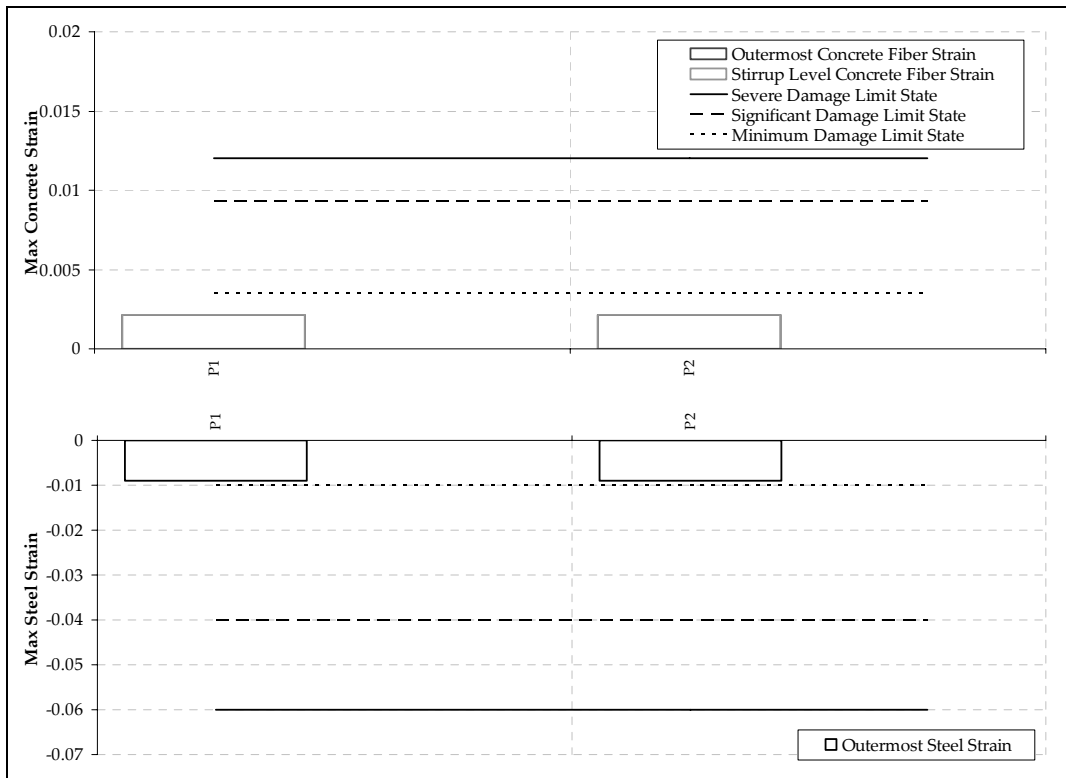 0.02
Outermost Concrete Fiber Strain
Stirrup Level Concrete Fiber Strain
Severe Damage Limit State
Significant Damage Limit State
Minimum Damage Limit State
0.015
0.01
0.005
0
Max Concrete Strain
P1
P2
P1
P2
0
-0.01
-0.02
-0.03
-0.04
-0.05
-0.06
-0.07
Max Steel Strain
Outermost Steel Strain